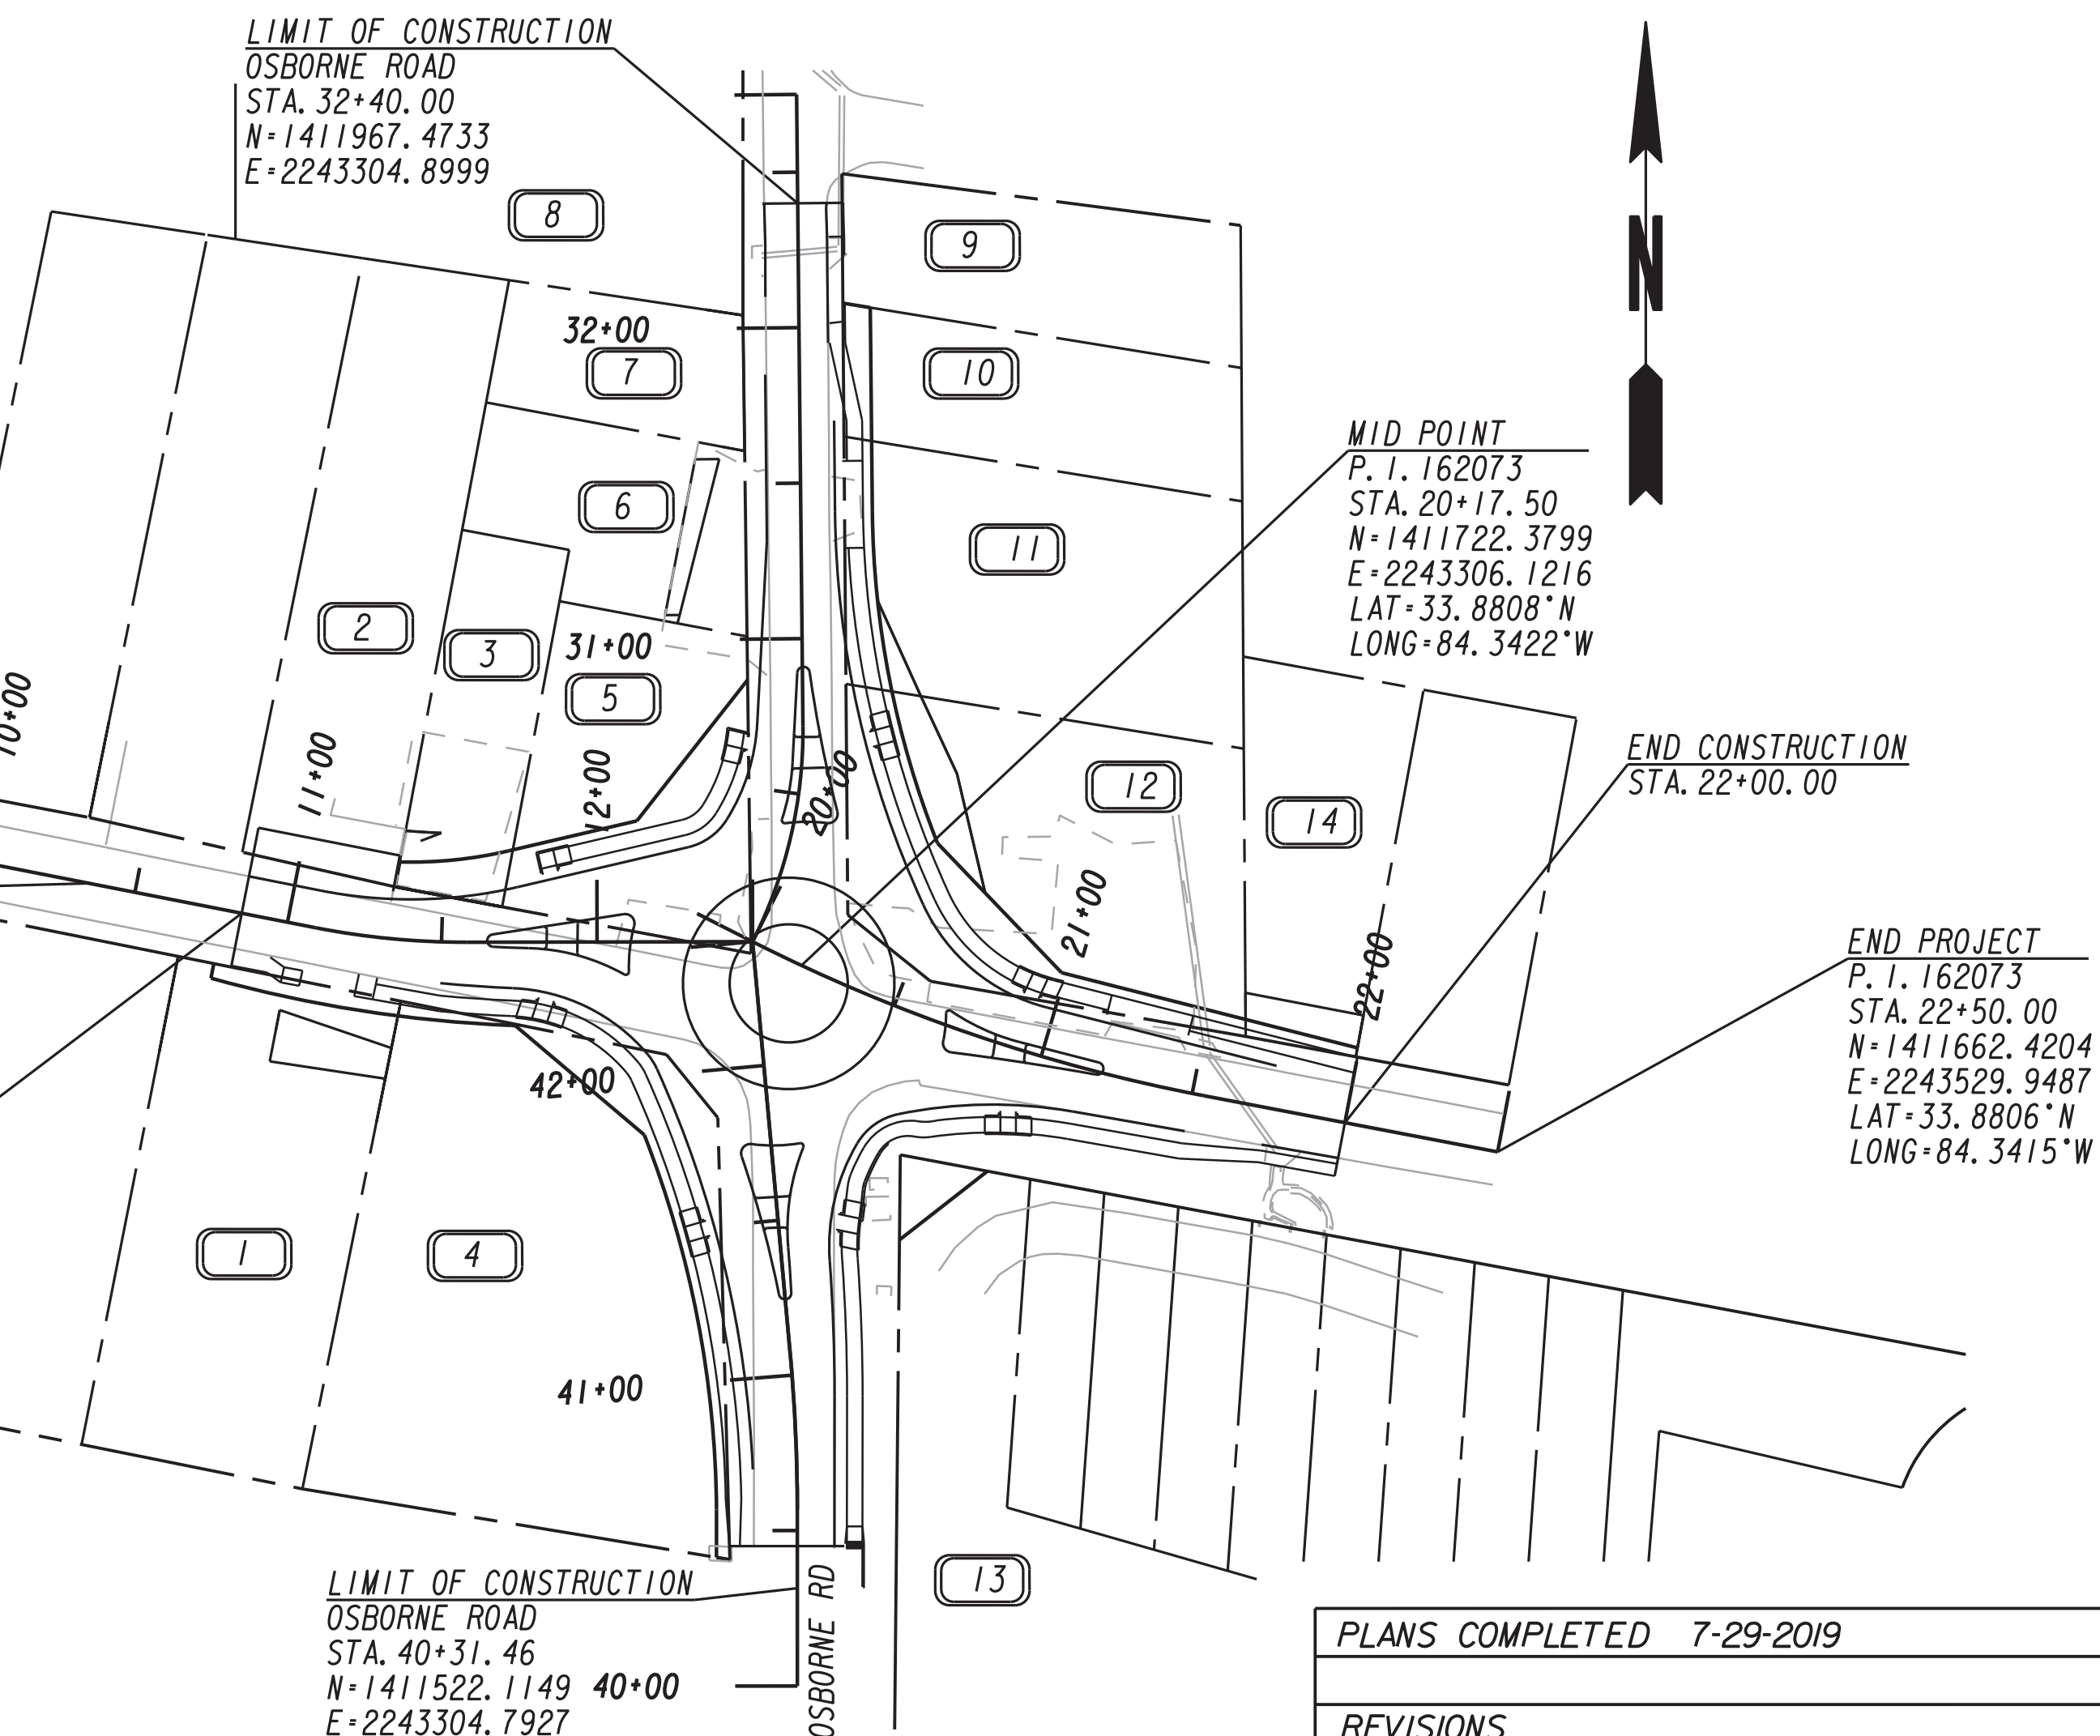 LIMIT OF CONSTRUCTION
OSBORNE ROAD
STA. 32+40.00
N=1411967.4733
E=2243304.8999
N
8
9
32+00
7
10
MID POINT
P.I. 162073
STA. 20+17.50
N=1411722.3799
E=2243306.1216
LAT=33.8808°N
LONG=84.3422°W
6
11
2
3
31+00
5
10+00
11+00
12+00
20+00
12
14
END CONSTRUCTION
STA. 22+00.00
21+00
22+00
END PROJECT
P.I. 162073
STA. 22+50.00
N=1411662.4204
E=2243529.9487
LAT=33.8806°N
LONG=84.3415°W
42+00
1
4
41+00
LIMIT OF CONSTRUCTION
OSBORNE ROAD
STA. 40+31.46
N=1411522.1149
E=2243304.7927
40+00
OSBORNE RD
13
PLANS COMPLETED 7-29-2019
REVISIONS